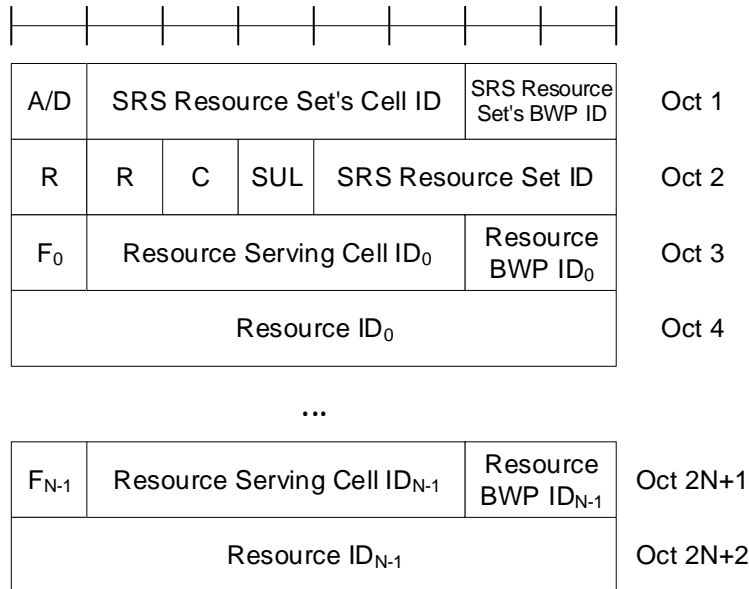 A/D SRS Resource Set's Cell ID SRS Resource Set's BWP ID Oct 1
R R C SUL SRS Resource Set ID Oct 2
F0 Resource Serving Cell ID0 Resource BWP ID0 Oct 3
Resource ID0 Oct 4
...
FN-1 Resource Serving Cell IDN-1 Resource BWP IDN-1 Oct 2N+1
Resource IDN-1 Oct 2N+2